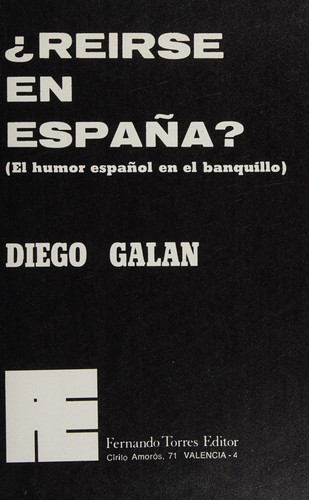 ¿REIRSE
EN
ESPAÑA?
(El humor español en el banquillo)
DIEGO GALAN
Fernando Torres Editor
Cirilo Amorós, 71 VALENCIA-4